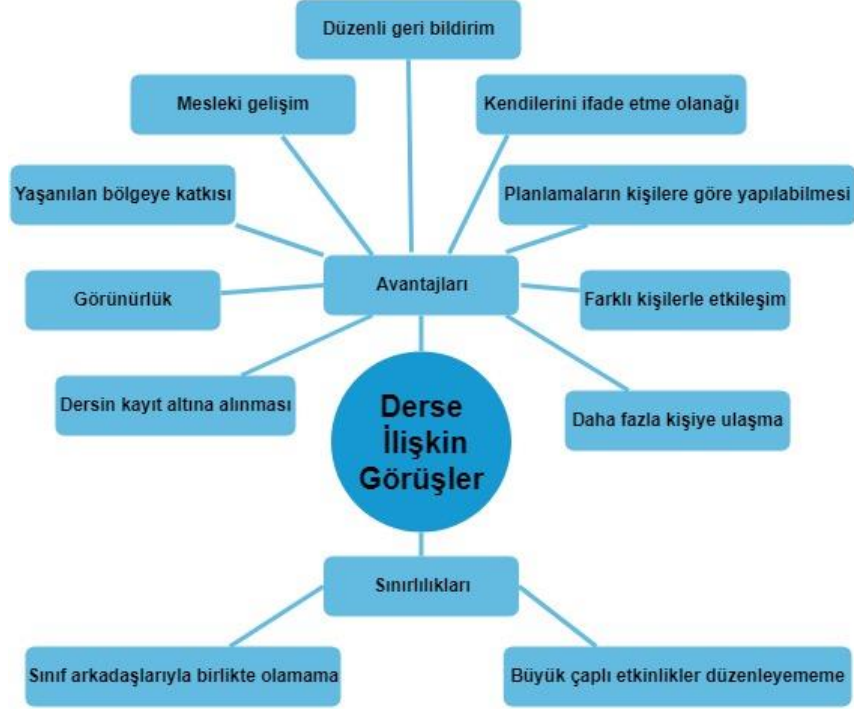 Düzenli geri bildirim
Mesleki gelişim
Kendilerini ifade etme olanağı
Yaşanılan bölgeye katkısı
Planlamaların kişilere göre yapılabilmesi
Avantajları
Görünürlük
Farklı kişilerle etkileşim
Dersin kayıt altına alınması
Daha fazla kişiye ulaşma
Derse
İlişkin
Görüşler
Sınırlılıkları
Sınıf arkadaşlarıyla birlikte olamama
Büyük çaplı etkinlikler düzenleyememe